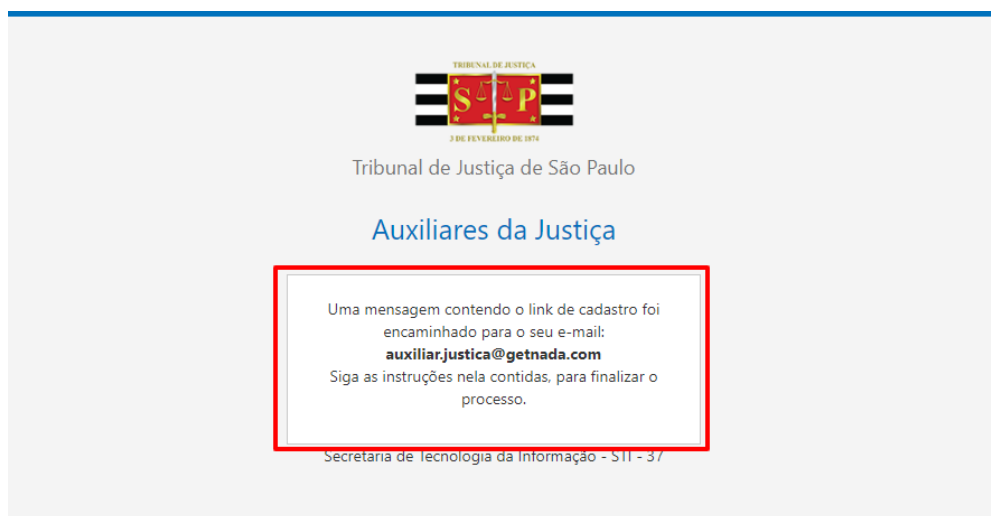 TRIBUNAL DE JUSTIÇA
S P
3 DE FEVEREIRO DE 1874
Tribunal de Justiça de São Paulo
Auxiliares da Justiça
Uma mensagem contendo o link de cadastro foi
encaminhado para o seu e-mail:
auxiliar.justica@getnada.com
Siga as instruções nela contidas, para finalizar o
processo.
Secretaria de Tecnologia da Informação - STI - 37